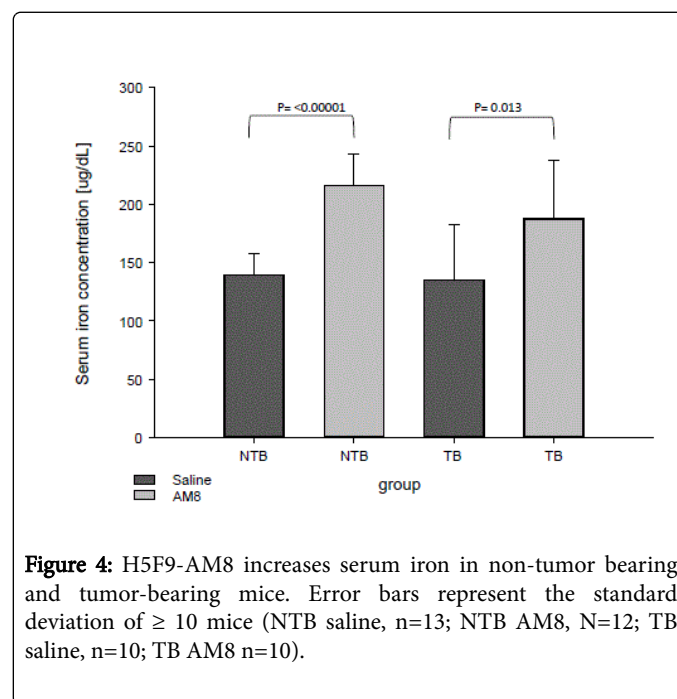 300
250
200
150
100
50
0
Serum iron concentration [ug/dL]
P= <0.00001
P= 0.013
NTB NTB TB TB
group
Saline
AM8
Figure 4: H5F9-AM8 increases serum iron in non-tumor bearing
and tumor-bearing mice. Error bars represent the standard
deviation of ≥ 10 mice (NTB saline, n=13; NTB AM8, N=12; TB
saline, n=10; TB AM8 n=10).